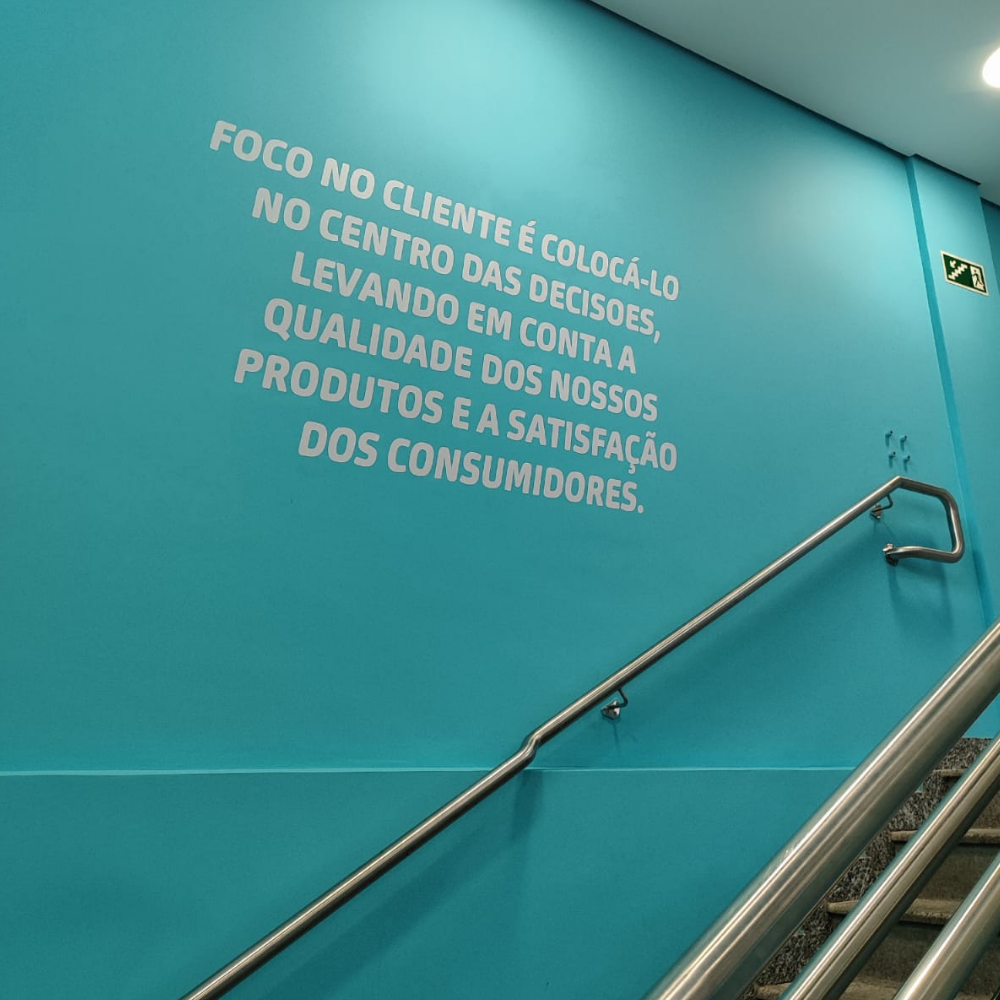 FOCO NO CLIENTE É COLOCÁ-LO
NO CENTRO DAS DECISOES,
LEVANDO EM CONTA A
QUALIDADE DOS NOSSOS
PRODUTOS E A SATISFAÇÃO
DOS CONSUMIDORES.